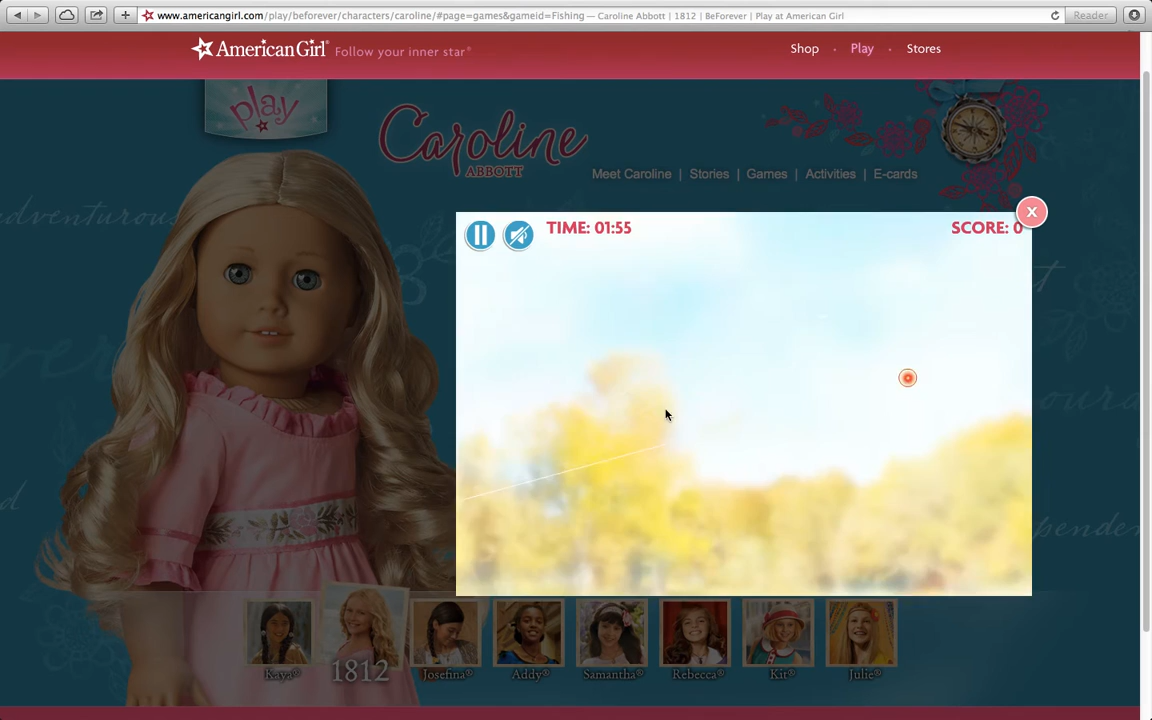 www.americangirl.com/play/beforever/characters/caroline/#page=games&gameid=Fishing — Caroline Abbott | 1812 | BeForever | Play at American Girl
Reader
AmericanGirl® Follow your inner star®
Shop · Play · Stores
play
Caroline
ABBOTT
Meet Caroline | Stories | Games | Activities | E-cards
X
TIME: 01:55
SCORE: 0
adventurous
Kaya®
1812
Josefina®
Addy®
Samantha®
Rebecca®
Kit®
Julie®